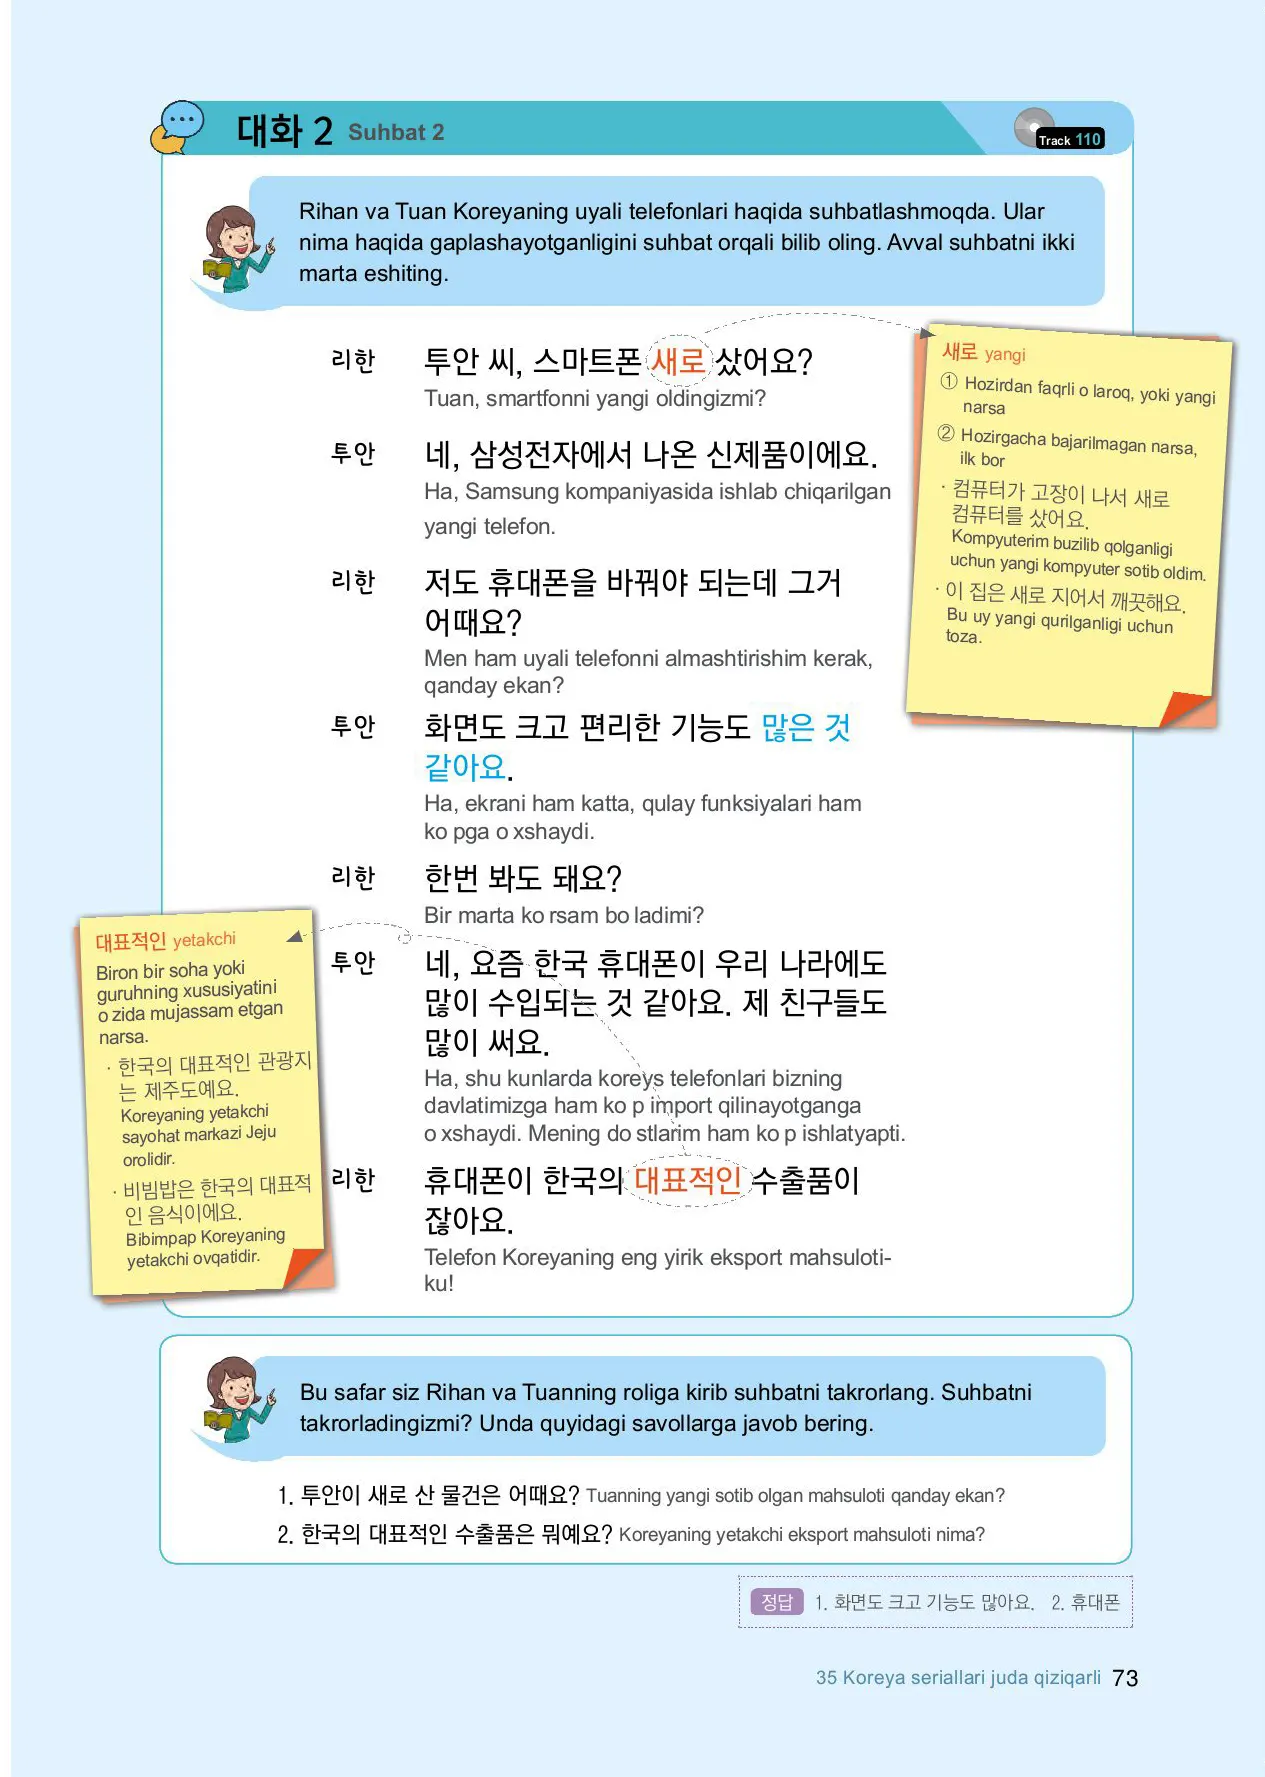 대화 2 Suhbat 2
Track 110
Rihan va Tuan Koreyaning uyali telefonlari haqida suhbatlashmoqda. Ular
nima haqida gaplashayotganligini suhbat orqali bilib oling. Avval suhbatni ikki
marta eshiting.
리한 투안 씨, 스마트폰 새로 샀어요?
Tuan, smartfonni yangi oldingizmi?
투안 네, 삼성전자에서 나온 신제품이에요.
Ha, Samsung kompaniyasida ishlab chiqarilgan
yangi telefon.
리한 저도 휴대폰을 바꿔야 되는데 그거
어때요?
Men ham uyali telefonni almashtirishim kerak,
qanday ekan?
투안 화면도 크고 편리한 기능도 많은 것
같아요.
Ha, ekrani ham katta, qulay funksiyalari ham
ko pga o xshaydi.
리한 한번 봐도 돼요?
Bir marta ko rsam bo ladimi?
투안 네, 요즘 한국 휴대폰이 우리 나라에도
많이 수입되는 것 같아요. 제 친구들도
많이 써요.
Ha, shu kunlarda koreys telefonlari bizning
davlatimizga ham ko p import qilinayotganga
o xshaydi. Mening do stlarim ham ko p ishlatyapti.
리한 휴대폰이 한국의 대표적인 수출품이
잖아요.
Telefon Koreyaning eng yirik eksport mahsuloti-
ku!
새로 yangi
① Hozirdan faqrli o laroq, yoki yangi
narsa
② Hozirgacha bajarilmagan narsa,
ilk bor
· 컴퓨터가 고장이 나서 새로
컴퓨터를 샀어요.
Kompyuterim buzilib qolganligi
uchun yangi kompyuter sotib oldim.
· 이 집은 새로 지어서 깨끗해요.
Bu uy yangi qurilganligi uchun
toza.
대표적인 yetakchi
Biron bir soha yoki
guruhning xususiyatini
o zida mujassam etgan
narsa.
· 한국의 대표적인 관광지
는 제주도예요.
Koreyaning yetakchi
sayohat markazi Jeju
orolidir.
· 비빔밥은 한국의 대표적
인 음식이에요.
Bibimpap Koreyaning
yetakchi ovqatidir.
Bu safar siz Rihan va Tuanning roliga kirib suhbatni takrorlang. Suhbatni
takrorladingizmi? Unda quyidagi savollarga javob bering.
1. 투안이 새로 산 물건은 어때요? Tuanning yangi sotib olgan mahsuloti qanday ekan?
2. 한국의 대표적인 수출품은 뭐예요? Koreyaning yetakchi eksport mahsuloti nima?
정답 1. 화면도 크고 기능도 많아요. 2. 휴대폰
35 Koreya seriallari juda qiziqarli 73